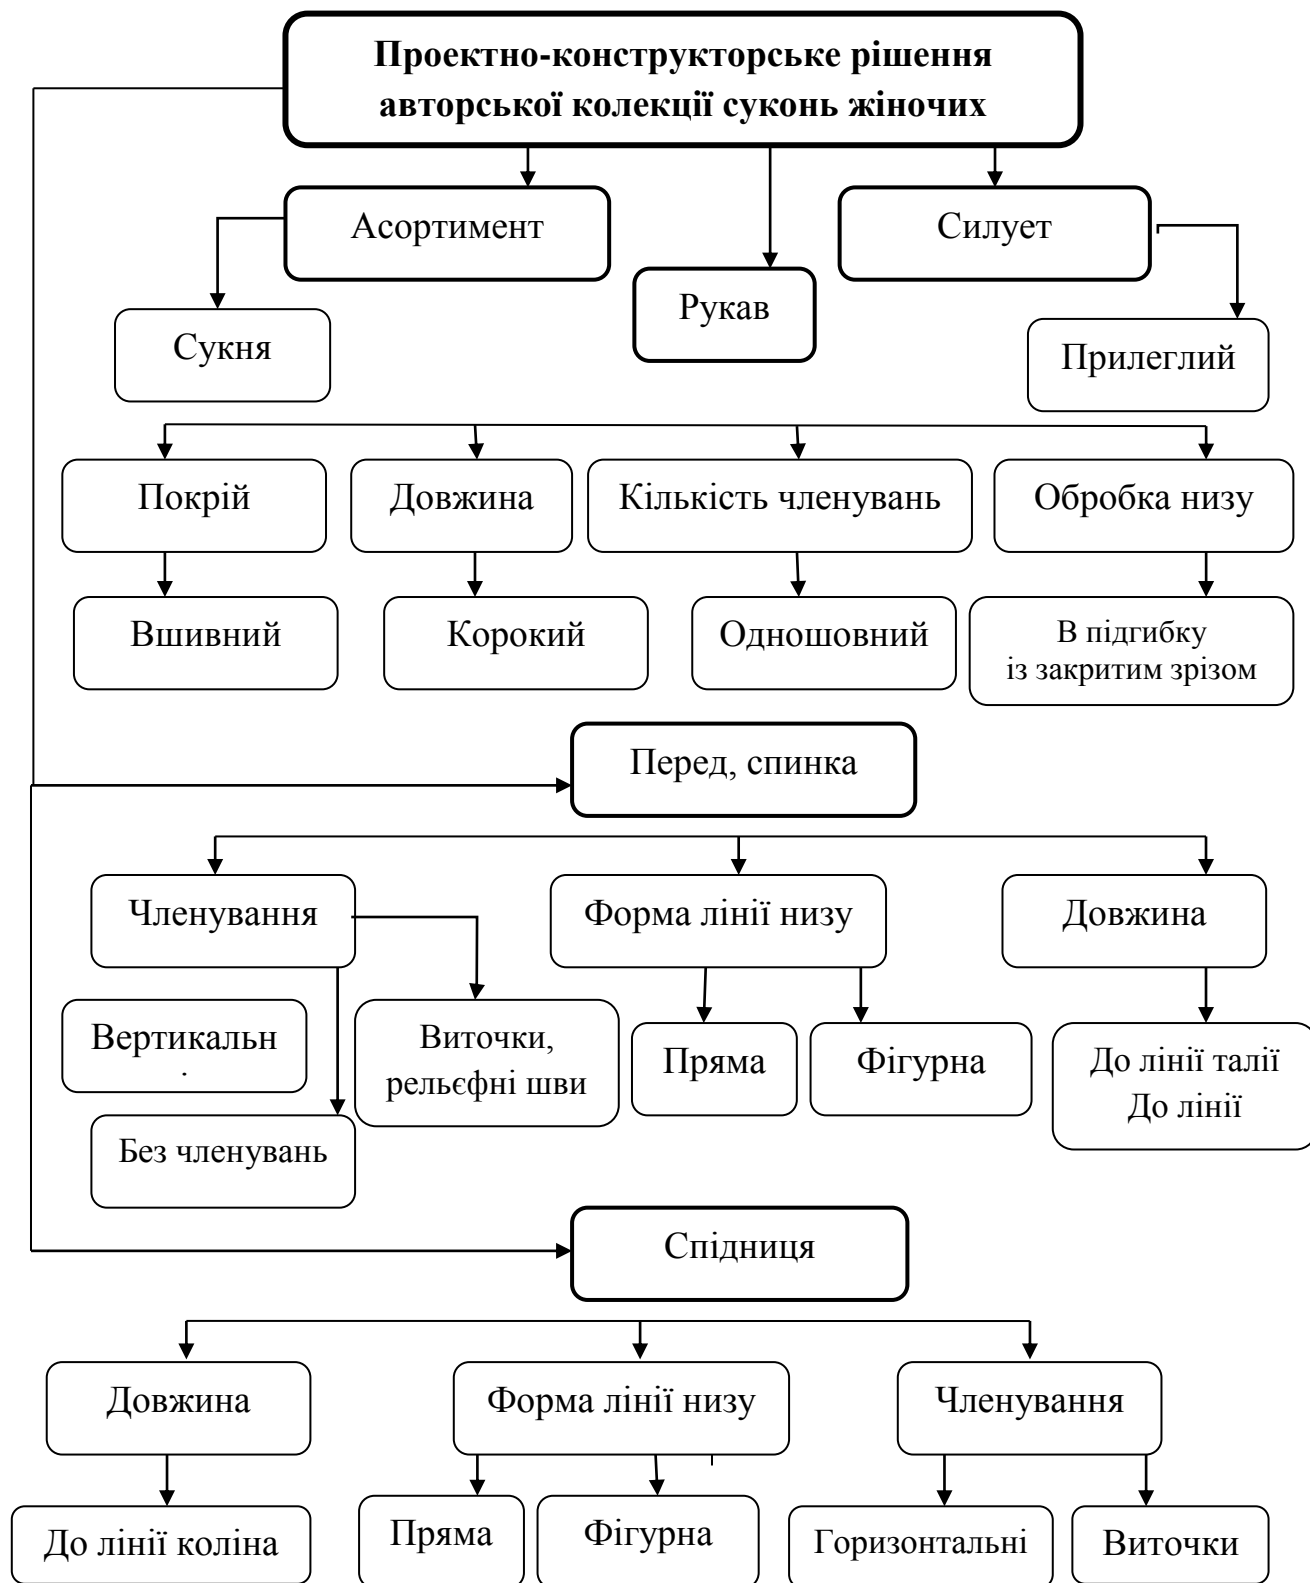 Проектно-конструкторське рішення
авторської колекції суконь жіночих
Асортимент
Силует
Рукав
Сукня
Прилеглий
Покрій
Довжина
Кількість членувань
Обробка низу
Вшивний
Корокий
Одношовний
В підгибку
із закритим зрізом
Перед, спинка
Членування
Форма лінії низу
Довжина
Вертикальн
Виточки,
рельєфні шви
Пряма
Фігурна
До лінії талії
До лінії
Без членувань
Спідниця
Довжина
Форма лінії низу
Членування
До лінії коліна
Пряма
Фігурна
Горизонтальні
Виточки